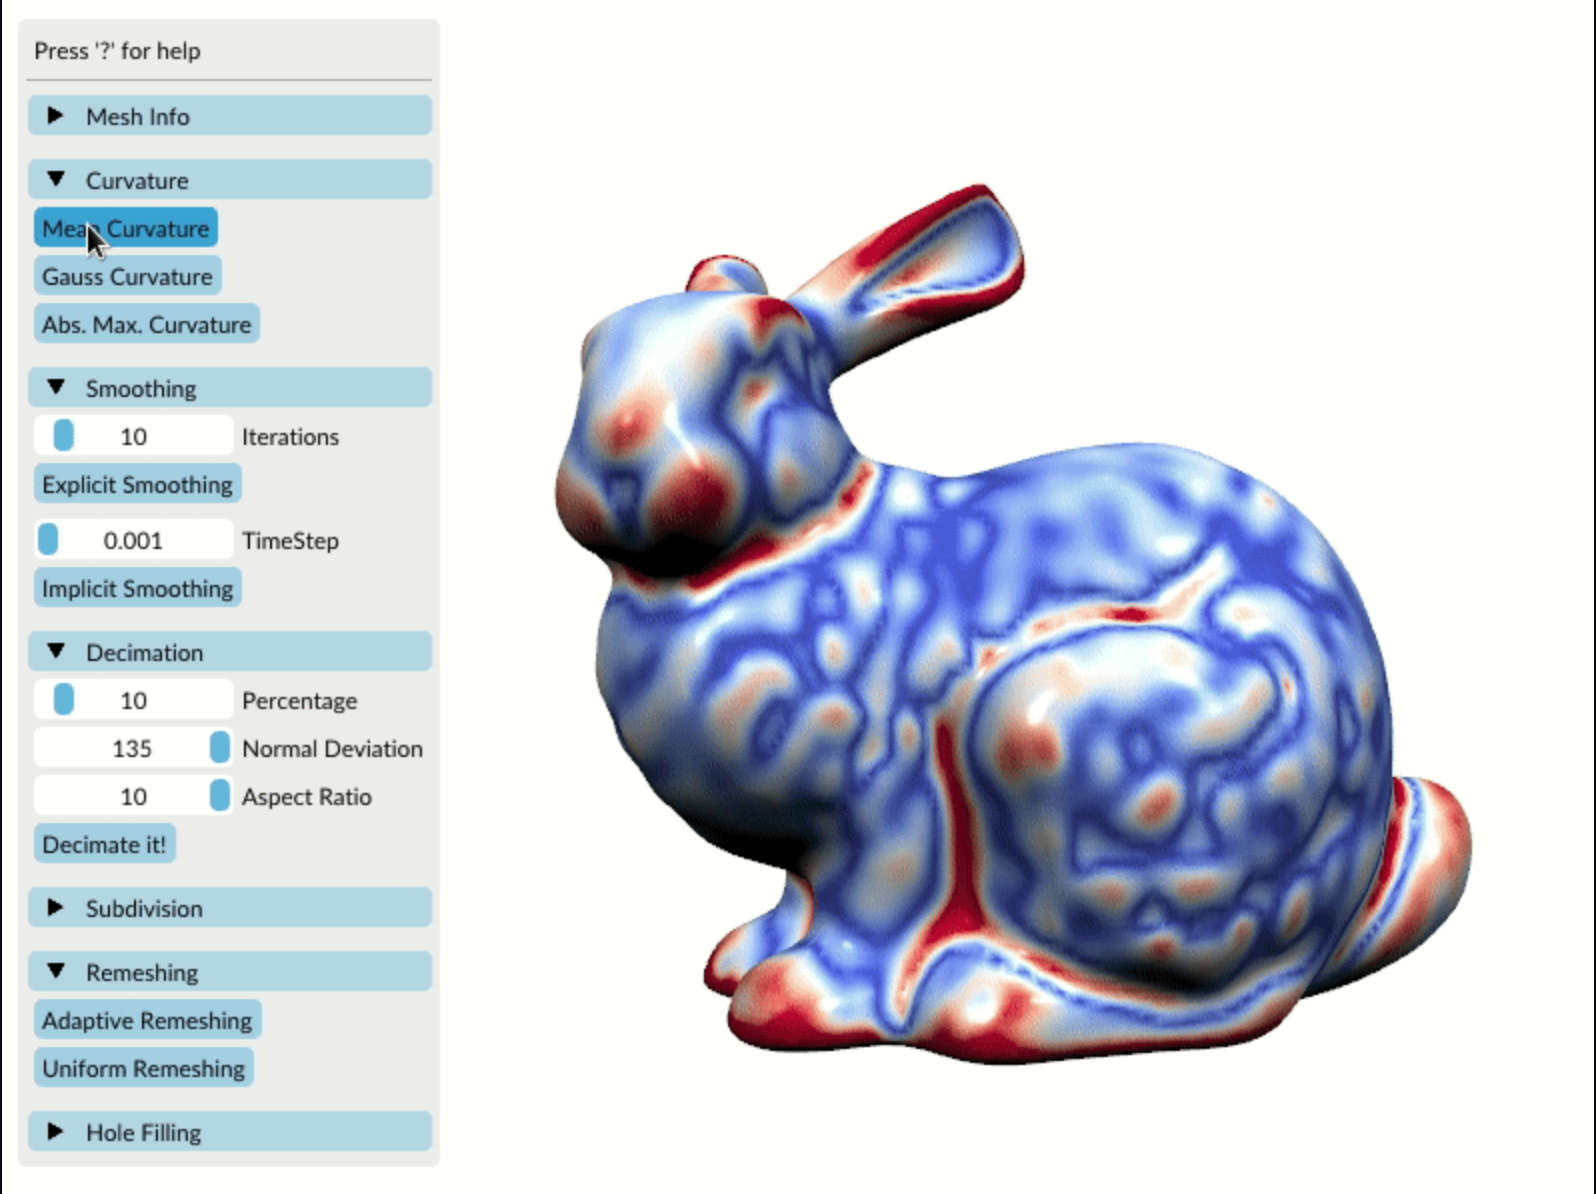 Press '?' for help
Mesh Info
Curvature
Mean Curvature
Gauss Curvature
Abs. Max. Curvature
Smoothing
10 Iterations
Explicit Smoothing
0.001 TimeStep
Implicit Smoothing
Decimation
10 Percentage
135 Normal Deviation
10 Aspect Ratio
Decimate it!
Subdivision
Remeshing
Adaptive Remeshing
Uniform Remeshing
Hole Filling